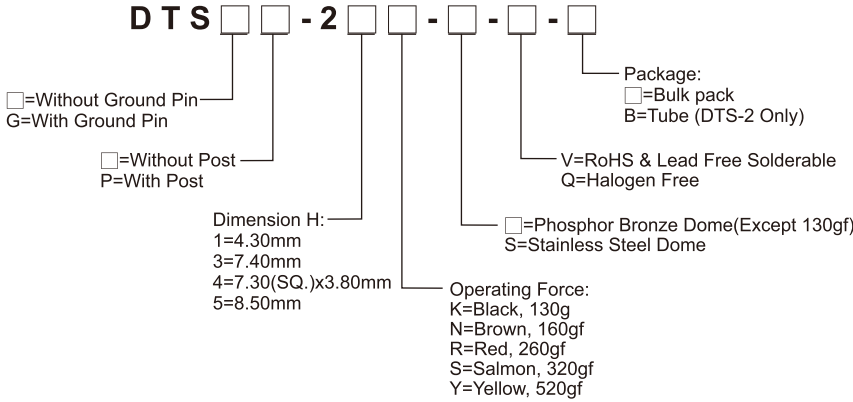 DTS□□-2□□-□-□-□
Package:
□=Bulk pack
B=Tube (DTS-2 Only)
□=Without Ground Pin
G=With Ground Pin
□=Without Post
P=With Post
V=RoHS & Lead Free Solderable
Q=Halogen Free
Dimension H:
1=4.30mm
3=7.40mm
4=7.30(SQ.)x3.80mm
5=8.50mm
□=Phosphor Bronze Dome(Except 130gf)
S=Stainless Steel Dome
Operating Force:
K=Black, 130g
N=Brown, 160gf
R=Red, 260gf
S=Salmon, 320gf
Y=Yellow, 520gf